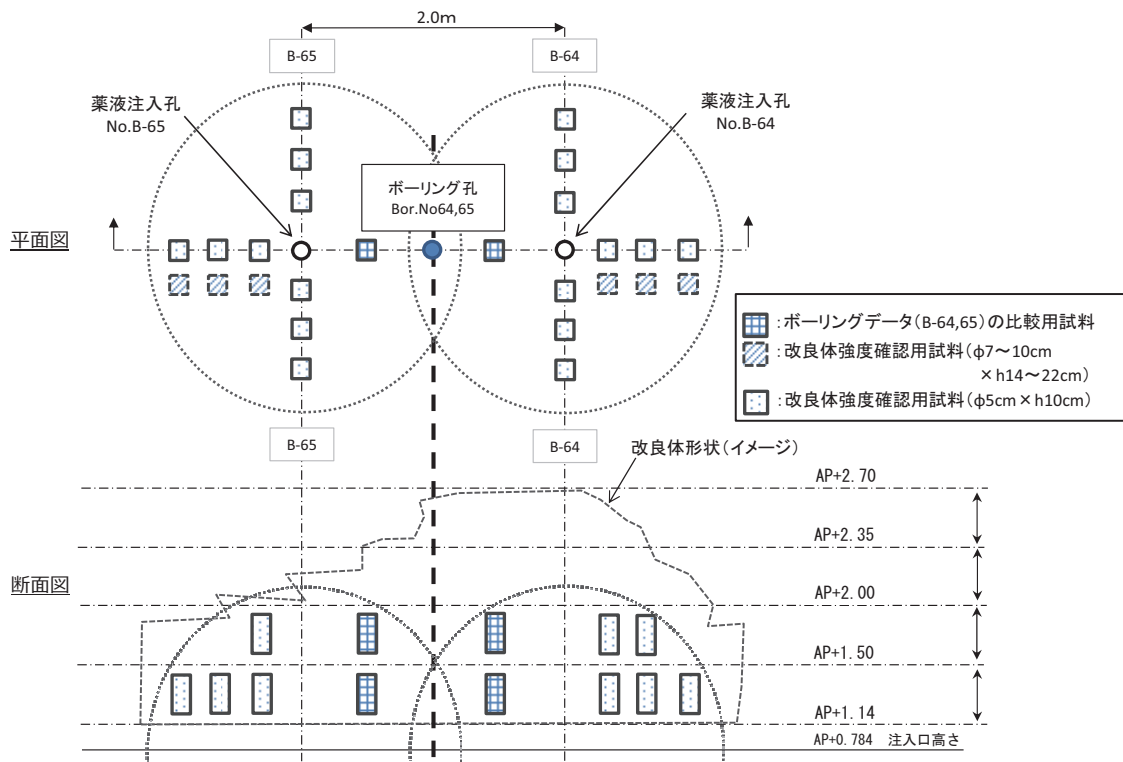 2.0m
B-65
B-64
薬液注入孔
No.B-65
薬液注入孔
No.B-64
ボーリング孔
Bor.No64,65
平面図
:ボーリングデータ(B-64,65)の比較用試料
:改良体強度確認用試料(φ7～10cm
×h14～22cm)
:改良体強度確認用試料(φ5cm×h10cm)
B-65
B-64
改良体形状(イメージ)
AP+2.70
AP+2.35
断面図
AP+2.00
AP+1.50
AP+1.14
AP+0.784 注入口高さ